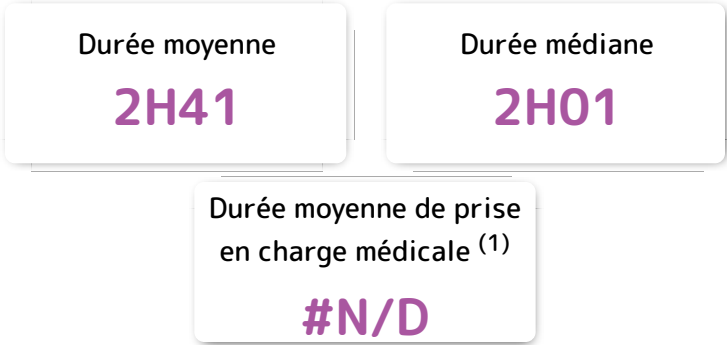 Durée moyenne
2H41
Durée médiane
2H01
Durée moyenne de prise
en charge médicale (1)
#N/D